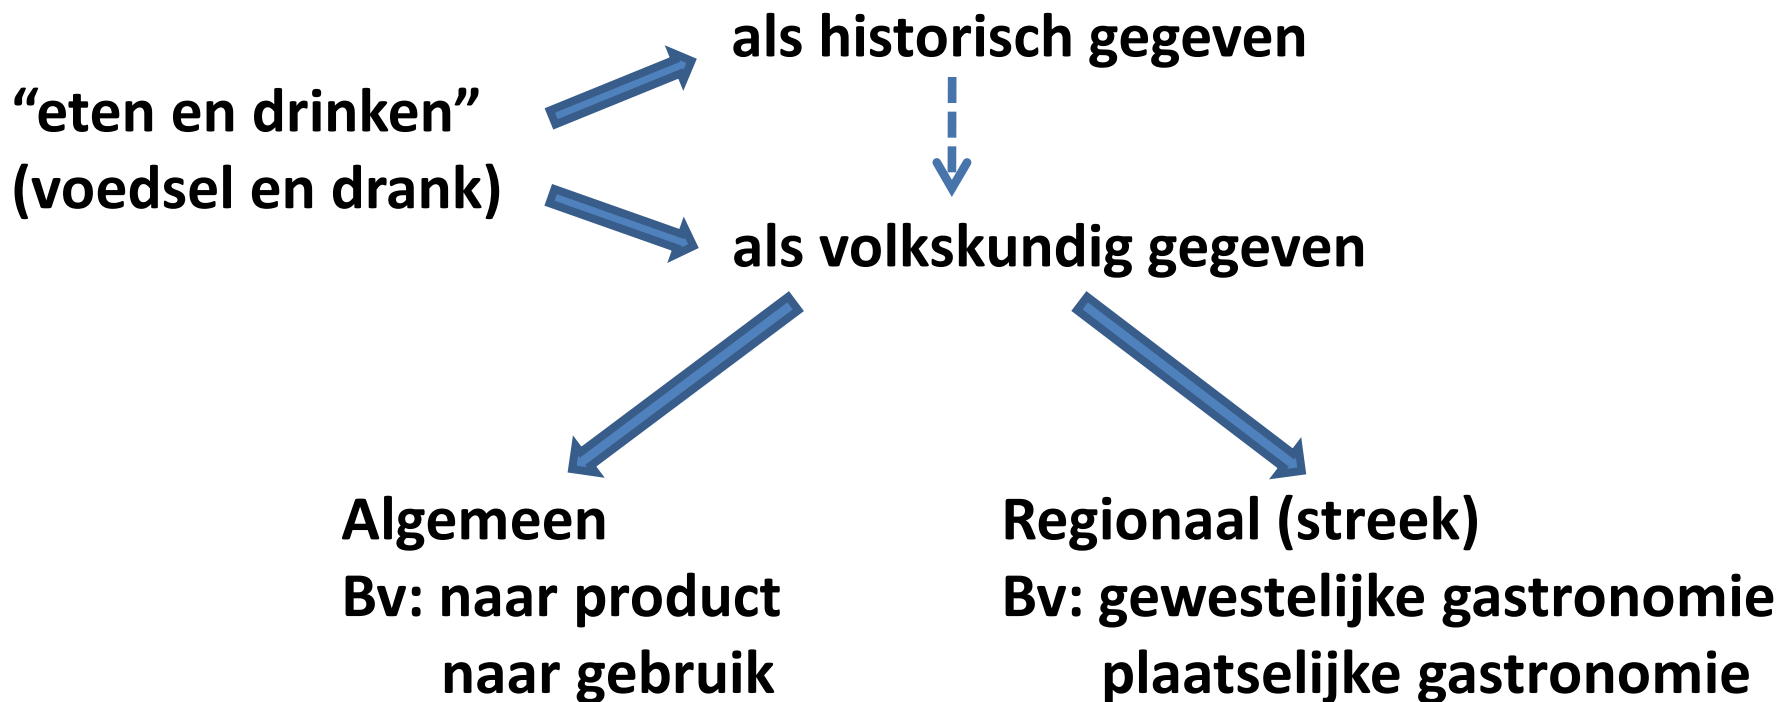 als historisch gegeven
“eten en drinken”
(voedsel en drank)
als volkskundig gegeven
Algemeen
Bv: naar product
naar gebruik
Regionaal (streek)
Bv: gewestelijke gastronomie
plaatselijke gastronomie